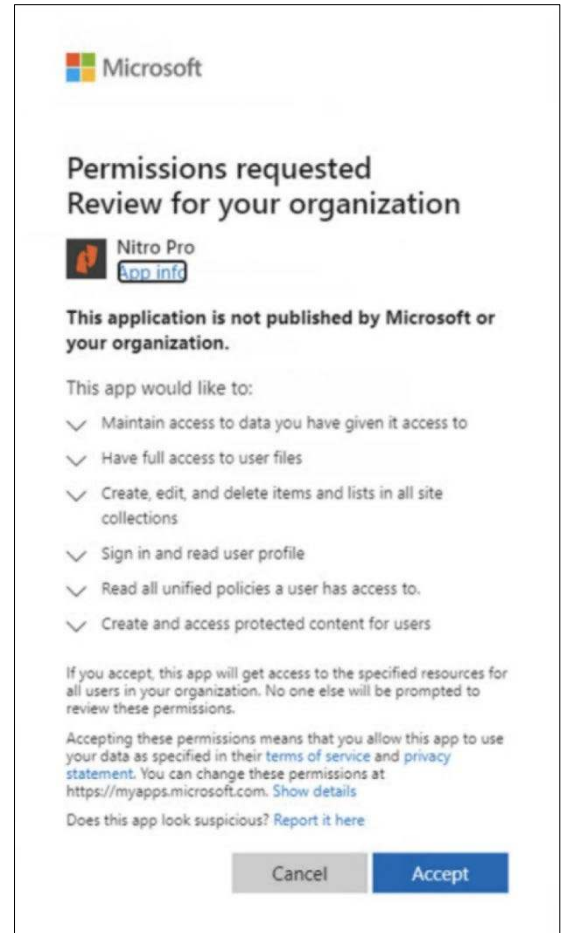 Microsoft
Permissions requested
Review for your organization
Nitro Pro
App info
This application is not published by Microsoft or
your organization.
This app would like to:
Maintain access to data you have given it access to
Have full access to user files
Create, edit, and delete items and lists in all site
collections
Sign in and read user profile
Read all unified policies a user has access to.
Create and access protected content for users
If you accept, this app will get access to the specified resources for
all users in your organization. No one else will be prompted to
review these permissions.
Accepting these permissions means that you allow this app to use
your data as specified in their terms of service and privacy
statement. You can change these permissions at
https://myapps.microsoft.com. Show details
Does this app look suspicious? Report it here
Cancel
Accept